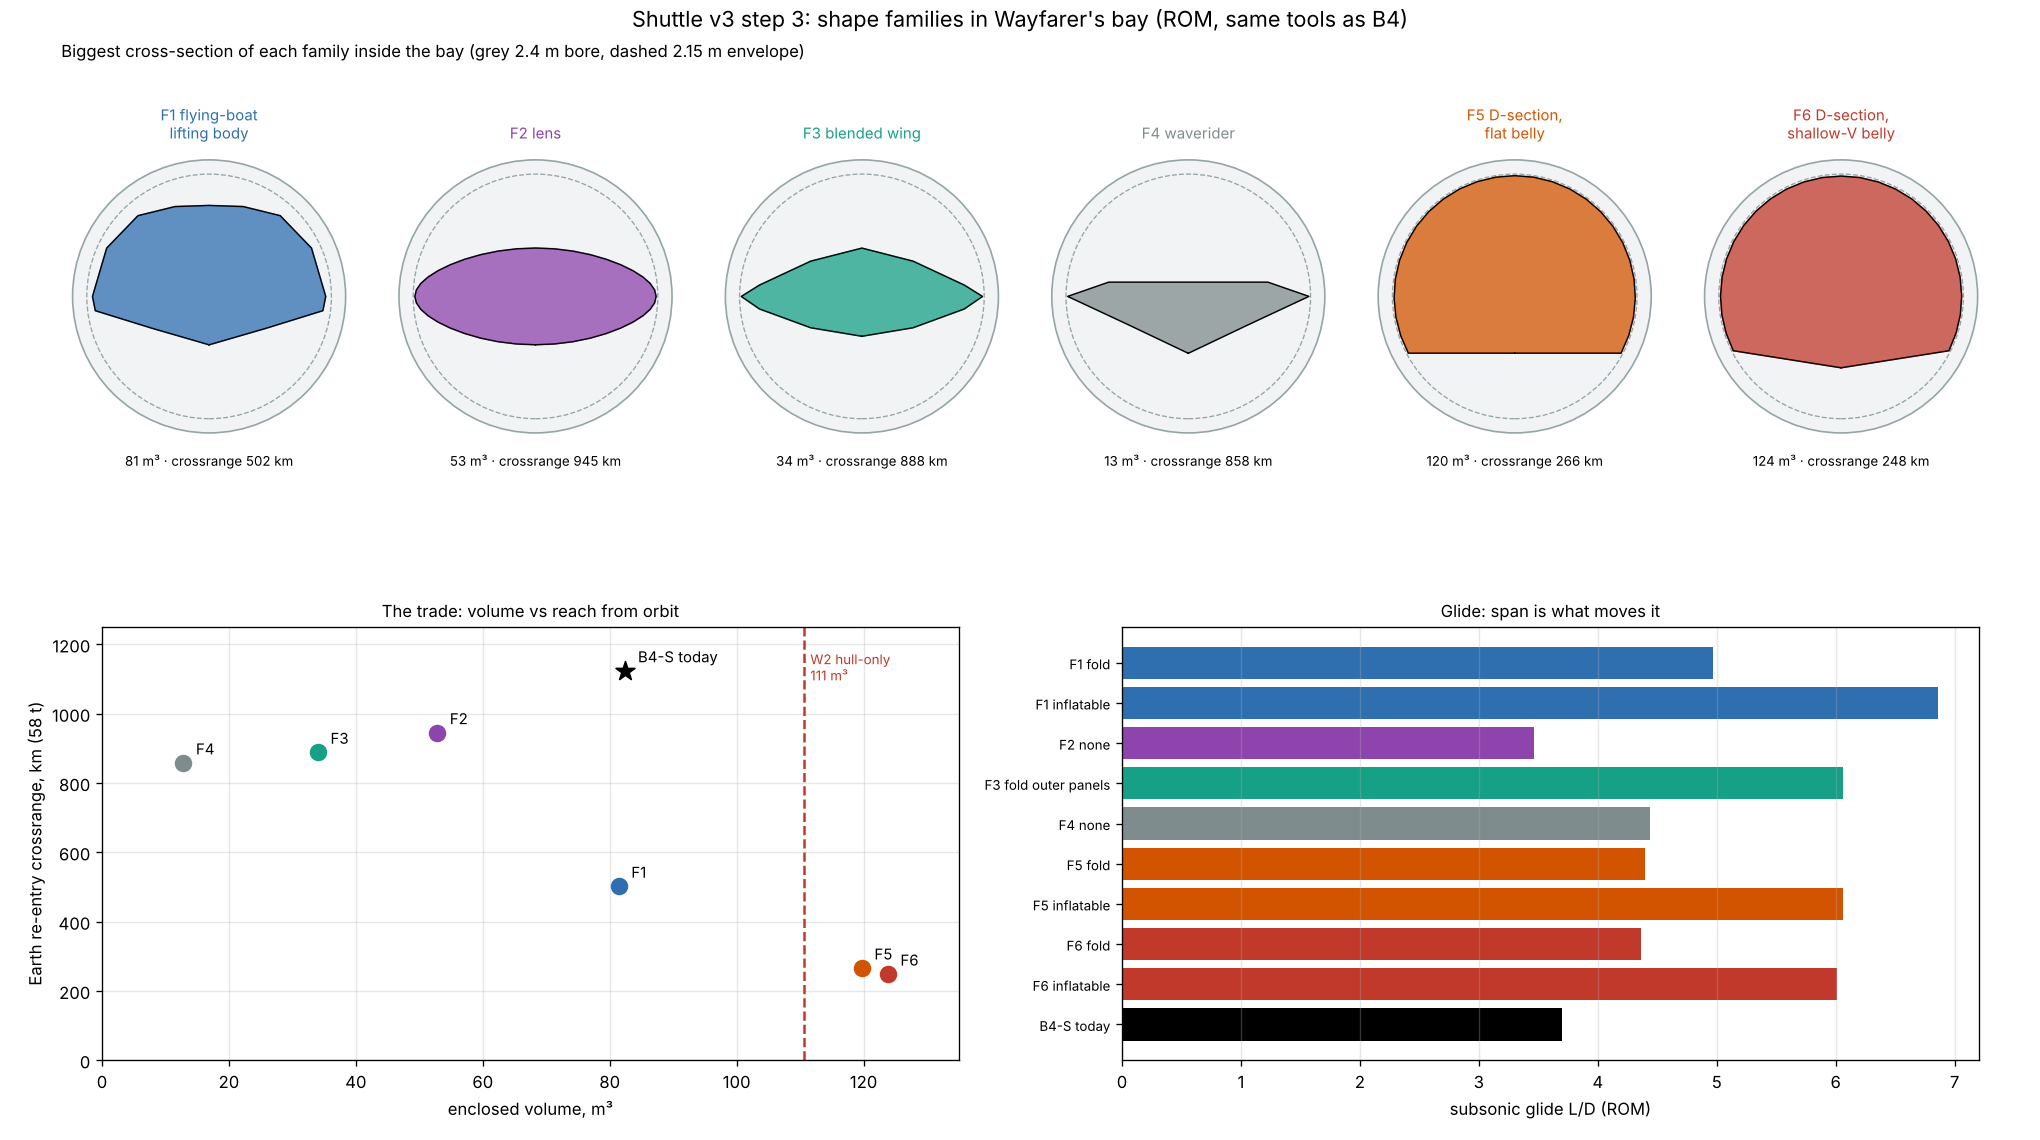 Shuttle v3 step 3: shape families in Wayfarer's bay (ROM, same tools as B4)
Biggest cross-section of each family inside the bay (grey 2.4 m bore, dashed 2.15 m envelope)
F1 flying-boat
lifting body
F2 lens
F3 blended wing
F4 waverider
F5 D-section,
flat belly
F6 D-section,
shallow-V belly
81 m³ · crossrange 502 km
53 m³ · crossrange 945 km
34 m³ · crossrange 888 km
13 m³ · crossrange 858 km
120 m³ · crossrange 266 km
124 m³ · crossrange 248 km
The trade: volume vs reach from orbit
Earth re-entry crossrange, km (58 t)
1200
1000
800
600
400
200
0
B4-S today
W2 hull-only
111 m³
F2
F3
F4
F1
F5
F6
0
20
40
60
80
100
120
enclosed volume, m³
Glide: span is what moves it
F1 fold
F1 inflatable
F2 none
F3 fold outer panels
F4 none
F5 fold
F5 inflatable
F6 fold
F6 inflatable
B4-S today
0
1
2
3
4
5
6
7
subsonic glide L/D (ROM)